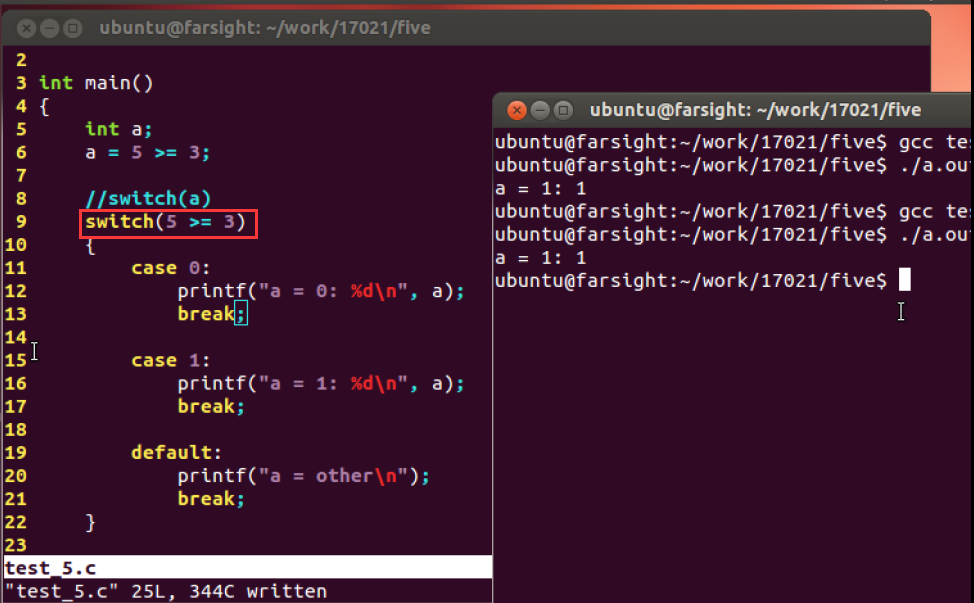 ubuntu@farsight: ~/work/17021/five
2
3 int main()
4 {
5     int a;
6     a = 5 >= 3;
7
8     //switch(a)
9     switch(5 >= 3)
10     {
11         case 0:
12             printf("a = 0: %d\n", a);
13             break;
14
15         case 1:
16             printf("a = 1: %d\n", a);
17             break;
18
19         default:
20             printf("a = other\n");
21             break;
22     }
23
test_5.c
"test_5.c" 25L, 344C written
ubuntu@farsight: ~/work/17021/five
ubuntu@farsight:~/work/17021/five$ gcc tes
ubuntu@farsight:~/work/17021/five$ ./a.ou
a = 1: 1
ubuntu@farsight:~/work/17021/five$ gcc tes
ubuntu@farsight:~/work/17021/five$ ./a.ou
a = 1: 1
ubuntu@farsight:~/work/17021/five$